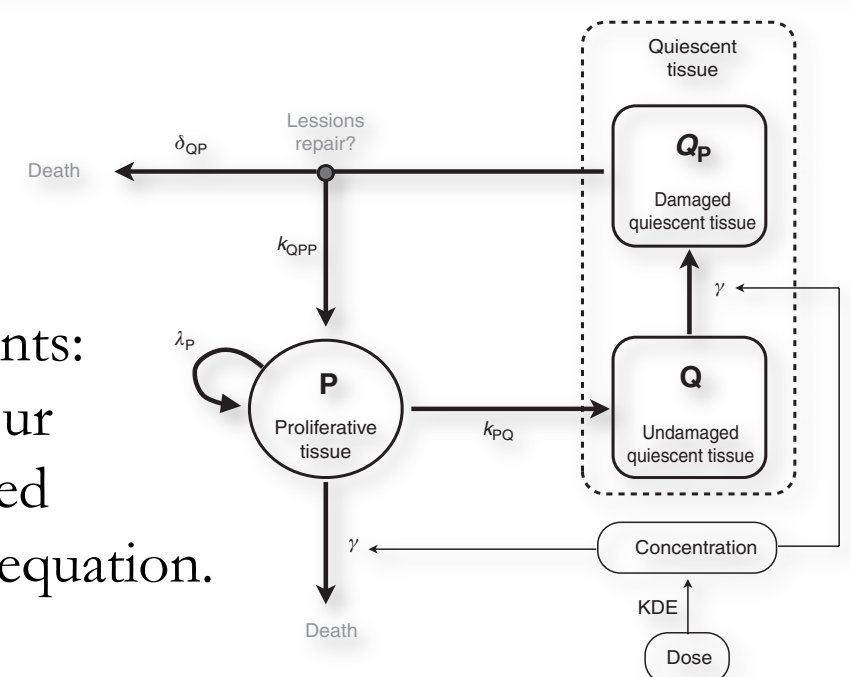 Quiescent
tissue
Lessions
repair?
δQP
Death
QP
Damaged
quiescent tissue
kQPP
γ
nts:
λP
P
Q
ur
Proliferative
tissue
kPQ
Undamaged
quiescent tissue
ed
equation.
γ
Concentration
KDE
Death
Dose